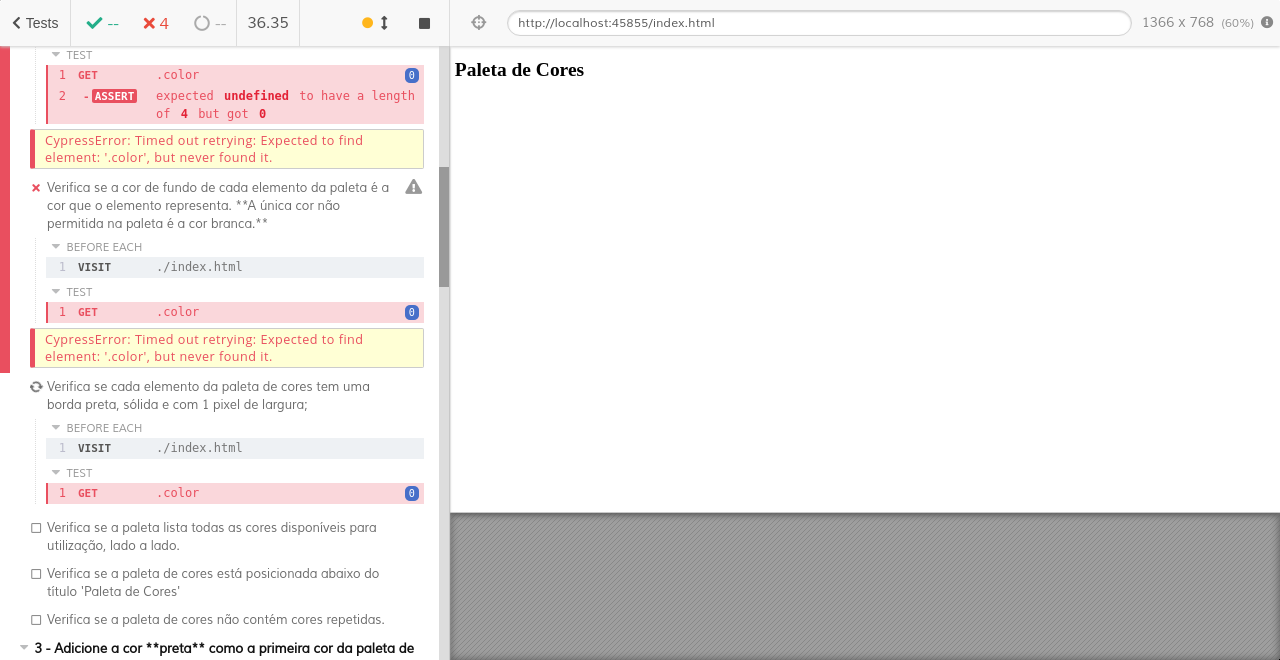 Tests
--
4
--
36.35
http://localhost:45855/index.html
1366 x 768 (60%)
TEST
1 GET .color 0
2 - ASSERT expected undefined to have a length
of 4 but got 0
CypressError: Timed out retrying: Expected to find
element: '.color', but never found it.
Verifica se a cor de fundo de cada elemento da paleta é a
cor que o elemento representa. **A única cor não
permitida na paleta é a cor branca.**
BEFORE EACH
1 VISIT ./index.html
TEST
1 GET .color 0
CypressError: Timed out retrying: Expected to find
element: '.color', but never found it.
Verifica se cada elemento da paleta de cores tem uma
borda preta, sólida e com 1 pixel de largura;
BEFORE EACH
1 VISIT ./index.html
TEST
1 GET .color 0
Verifica se a paleta lista todas as cores disponíveis para
utilização, lado a lado.
Verifica se a paleta de cores está posicionada abaixo do
título 'Paleta de Cores'
Verifica se a paleta de cores não contém cores repetidas.
3 - Adicione a cor **preta** como a primeira cor da paleta de
Paleta de Cores